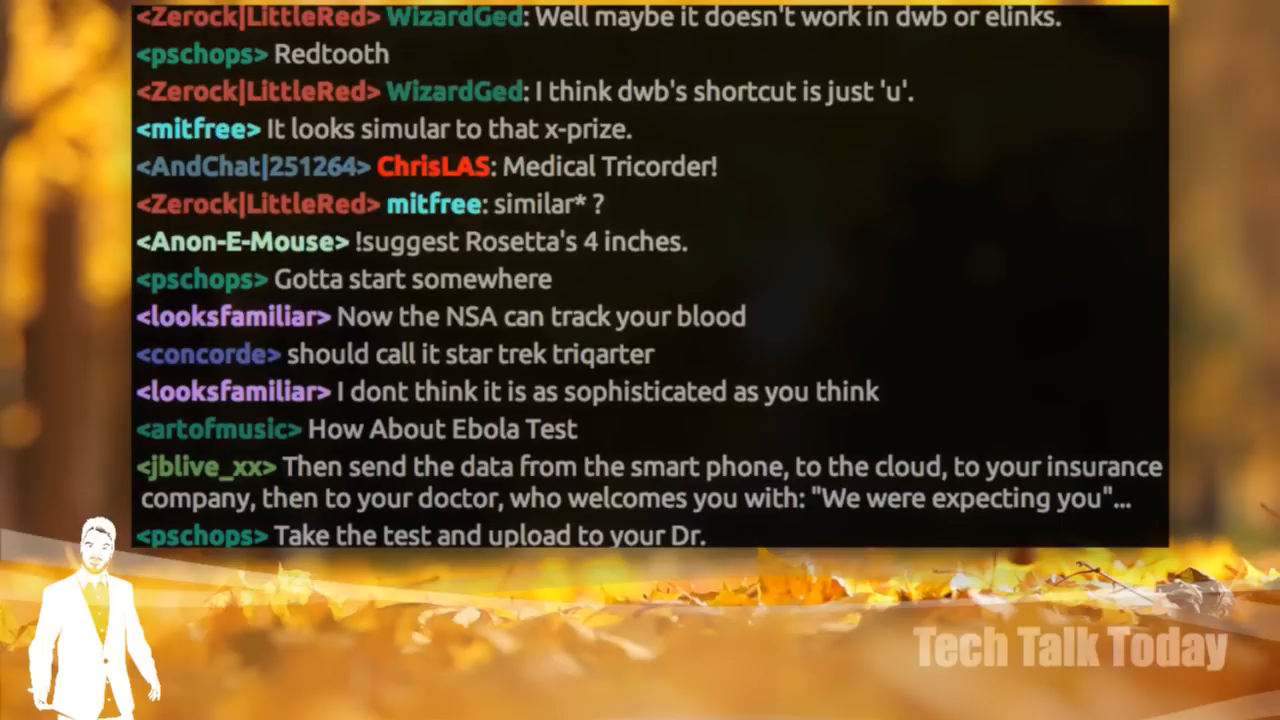 <Zerock|LittleRed> WizardGed: Well maybe it doesn't work in dwb or elinks.
<pschops> Redtooth
<Zerock|LittleRed> WizardGed: I think dwb's shortcut is just 'u'.
<mitfree> It looks simular to that x-prize.
<AndChat|251264> ChrisLAS: Medical Tricorder!
<Zerock|LittleRed> mitfree: similar* ?
<Anon-E-Mouse> !suggest Rosetta's 4 inches.
<pschops> Gotta start somewhere
<looksfamiliar> Now the NSA can track your blood
<concorde> should call it star trek triqarter
<looksfamiliar> I dont think it is as sophisticated as you think
<artofmusic> How About Ebola Test
<jblive_xx> Then send the data from the smart phone, to the cloud, to your insurance
company, then to your doctor, who welcomes you with: "We were expecting you"...
<pschops> Take the test and upload to your Dr.
Tech Talk Today